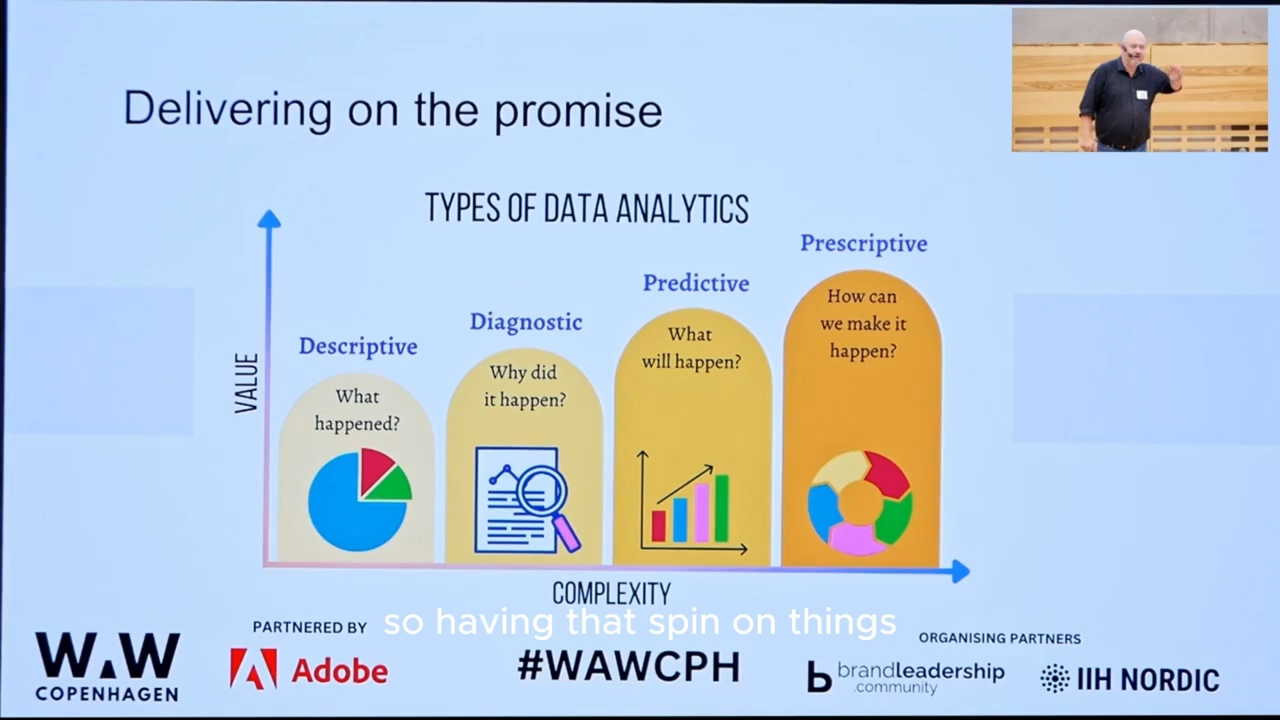 Delivering on the promise
TYPES OF DATA ANALYTICS
Prescriptive
Predictive
Diagnostic
Descriptive
How can
we make it
happen?
What
will happen?
Why did
it happen?
What
happened?
VALUE
COMPLEXITY
so having that spin on things
PARTNERED BY
ORGANISING PARTNERS
WAW
COPENHAGEN
Adobe
#WAWCPH
brandleadership
.community
IIH NORDIC